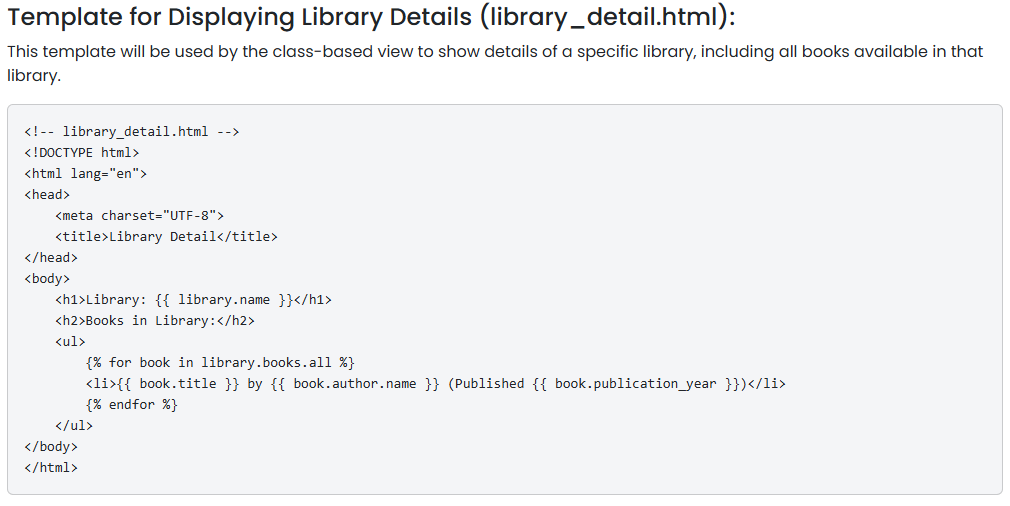 Template for Displaying Library Details (library_detail.html):
This template will be used by the class-based view to show details of a specific library, including all books available in that
library.
<!-- library_detail.html -->
<!DOCTYPE html>
<html lang="en">
<head>
    <meta charset="UTF-8">
    <title>Library Detail</title>
</head>
<body>
    <h1>Library: {{ library.name }}</h1>
    <h2>Books in Library:</h2>
    <ul>
        {% for book in library.books.all %}
        <li>{{ book.title }} by {{ book.author.name }} (Published {{ book.publication_year }})</li>
        {% endfor %}
    </ul>
</body>
</html>